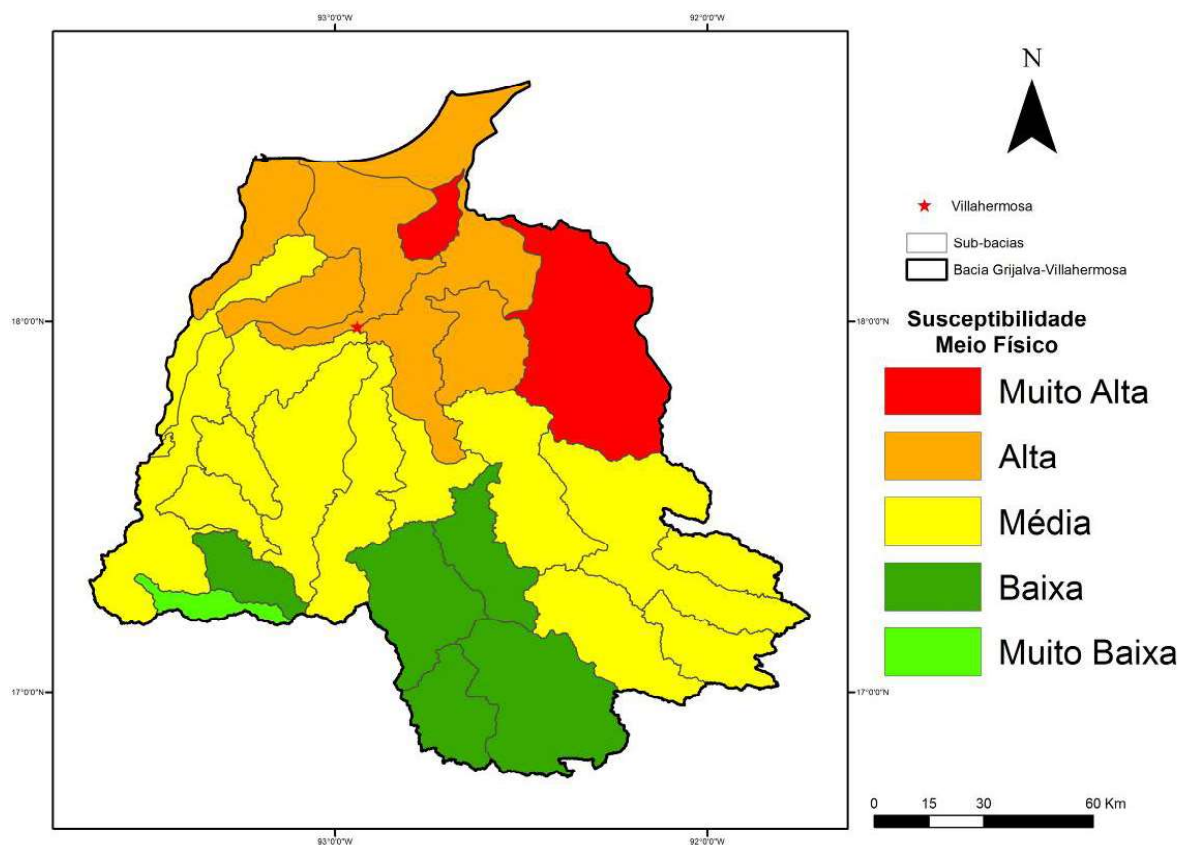 93°0'0"W
92°0'0"W
N
Villahermosa
Sub-bacias
Bacia Grijalva-Villahermosa
18°0'0"N
18°0'0"N
Susceptibilidade
Meio Físico
Muito Alta
Alta
Média
Baixa
Muito Baixa
17°0'0"N
17°0'0"N
0 15 30 60 Km
93°0'0"W
92°0'0"W